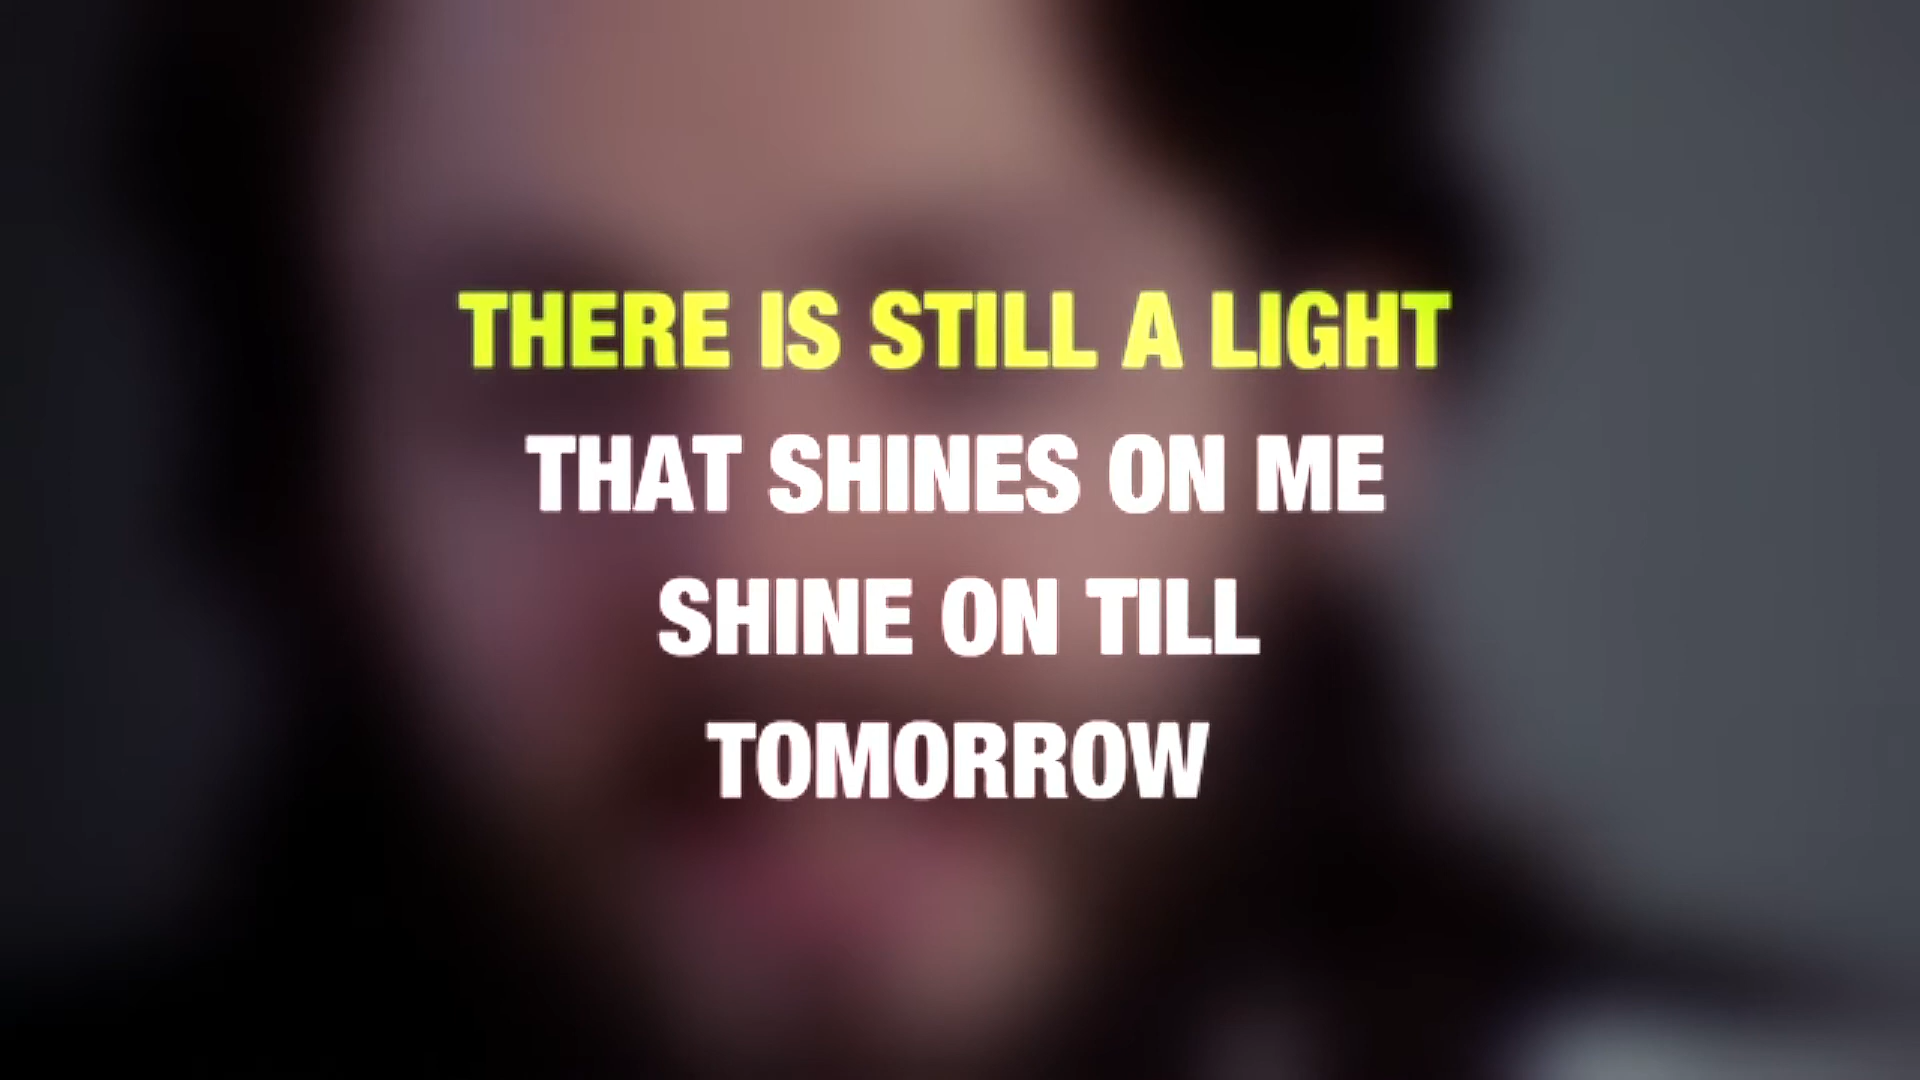 THERE IS STILL A LIGHT
THAT SHINES ON ME
SHINE ON TILL
TOMORROW